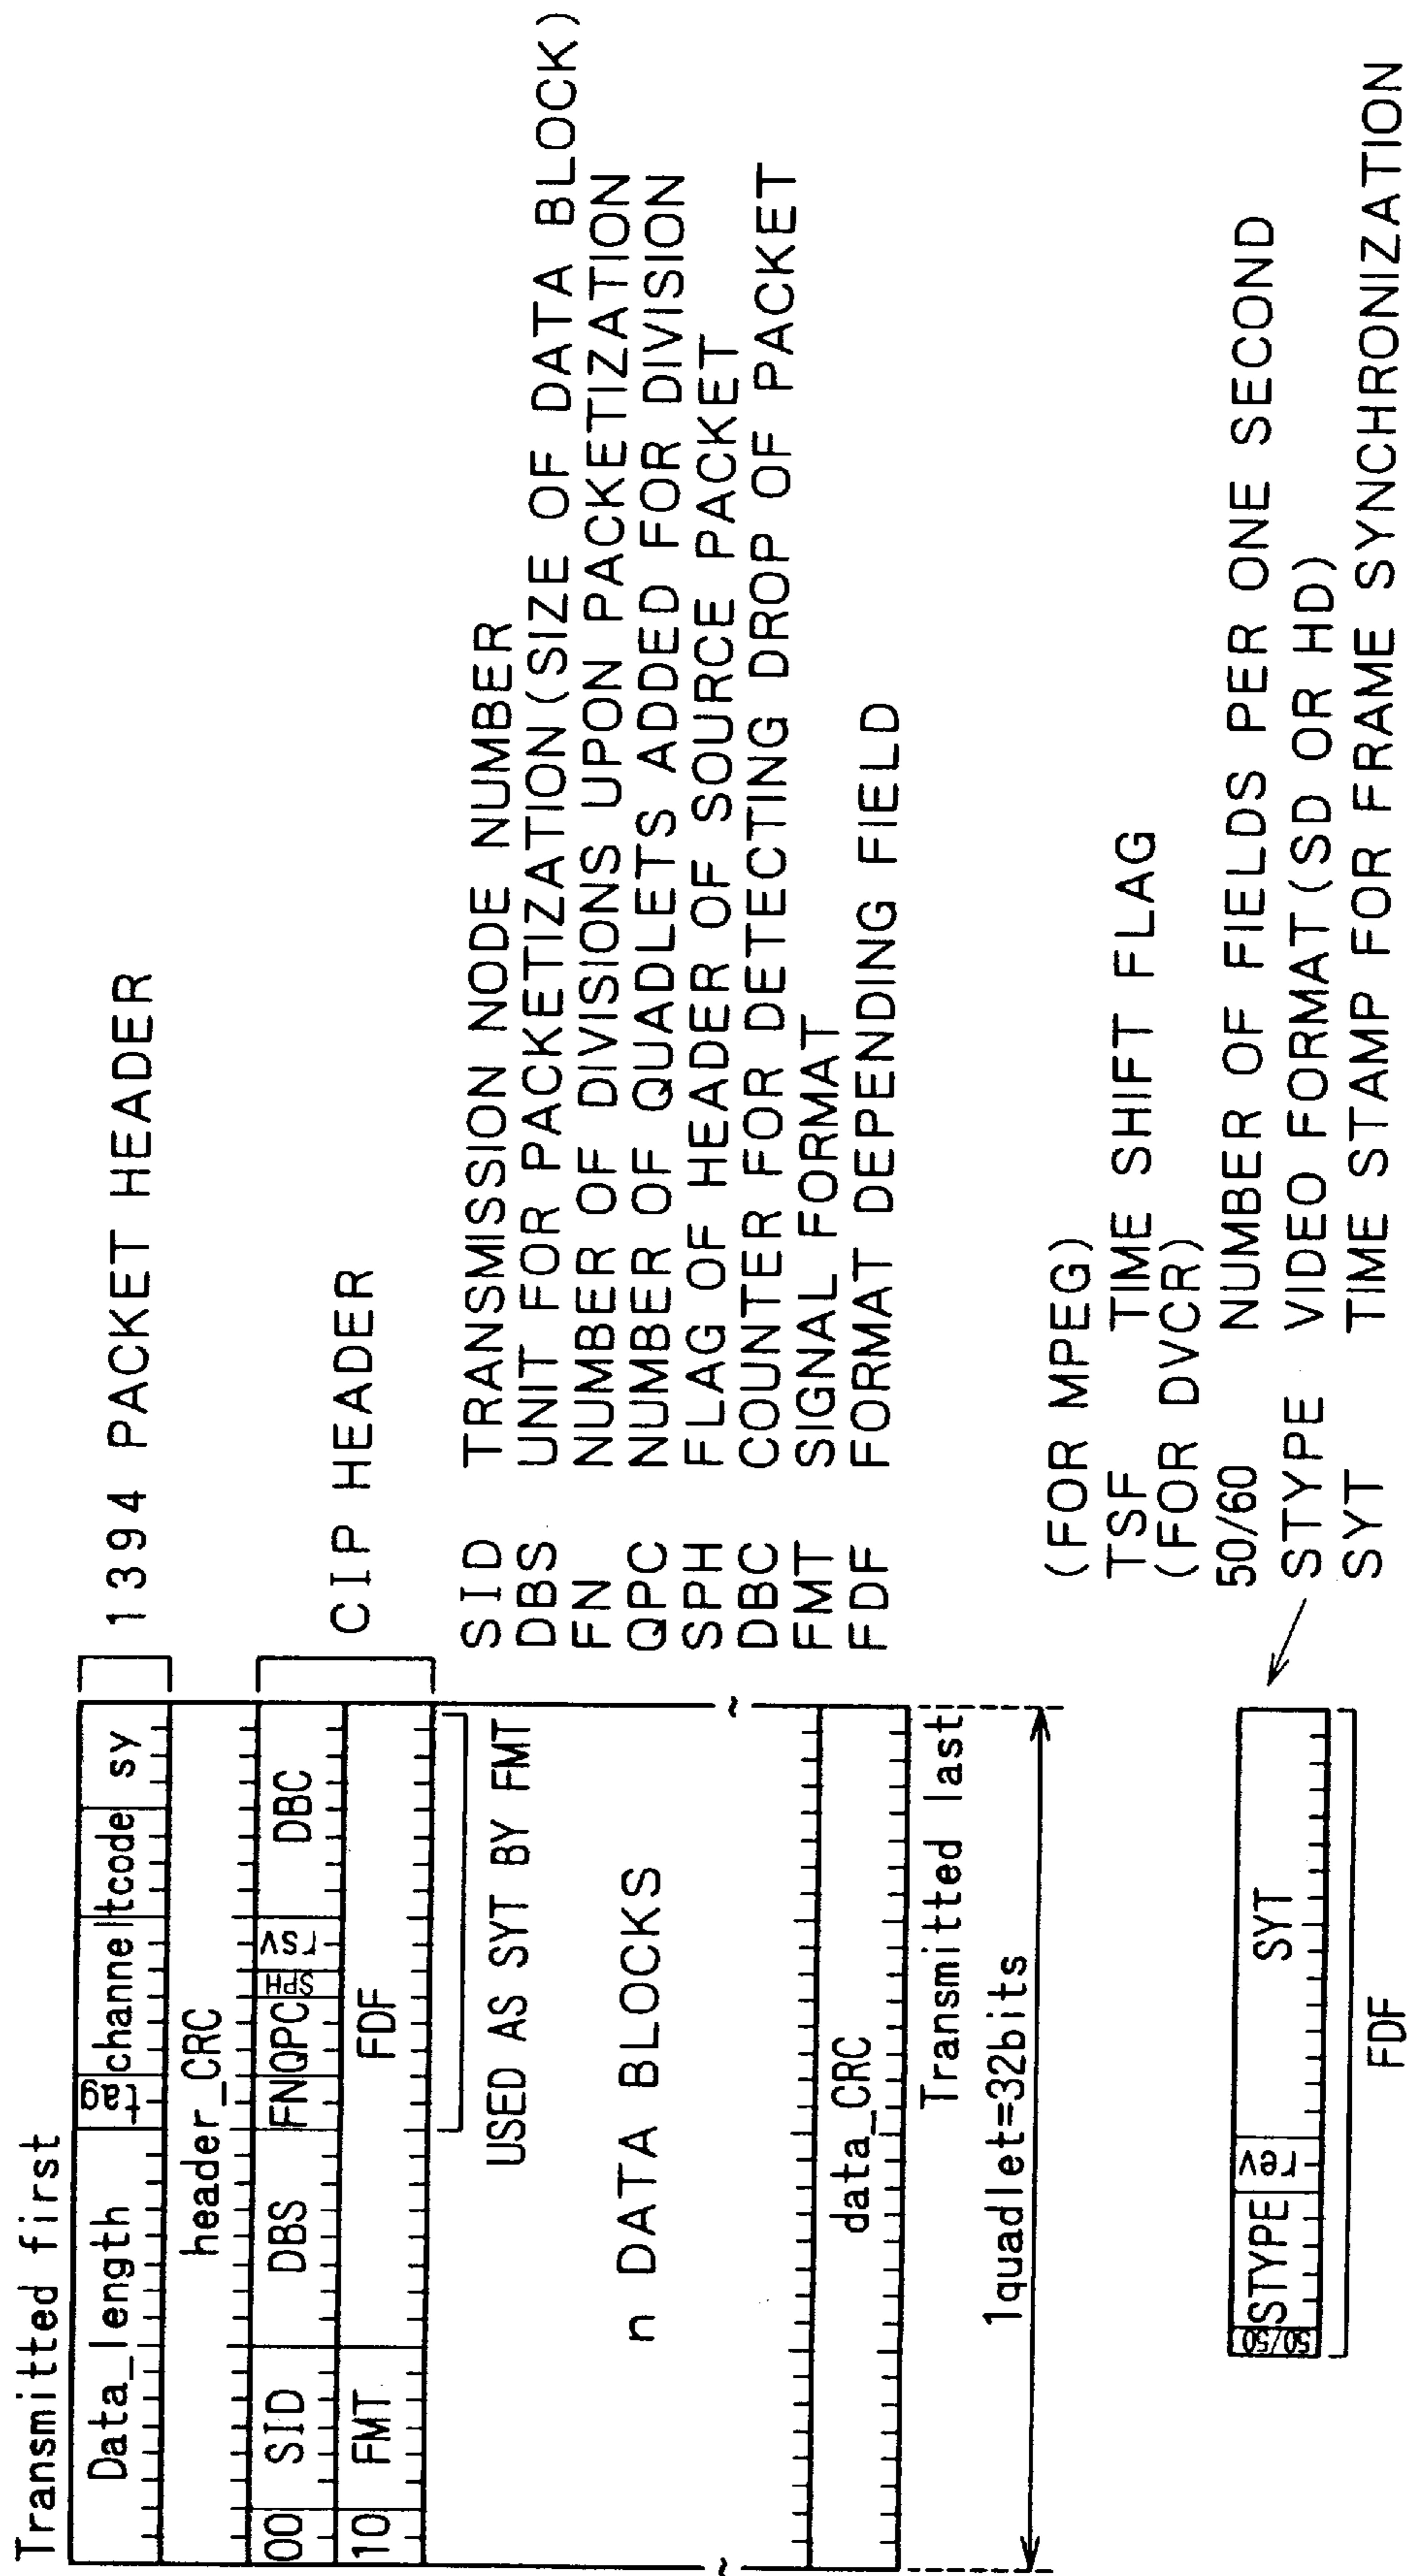 Transmitted first
Data_length tag channel tcode sy
1394 PACKET HEADER
header_CRC
00 SID DBS FN QPC SPH rsv DBC
10 FMT FDF
CIP HEADER
USED AS SYT BY FMT
n DATA BLOCKS
data_CRC
Transmitted last
1quadlet=32bits
SID TRANSMISSION NODE NUMBER
DBS UNIT FOR PACKETIZATION(SIZE OF DATA BLOCK)
FN NUMBER OF DIVISIONS UPON PACKETIZATION
QPC NUMBER OF QUADLETS ADDED FOR DIVISION
SPH FLAG OF HEADER OF SOURCE PACKET
DBC COUNTER FOR DETECTING DROP OF PACKET
FMT SIGNAL FORMAT
FDF FORMAT DEPENDING FIELD
(FOR MPEG)
TSF TIME SHIFT FLAG
(FOR DVCR)
50/60 NUMBER OF FIELDS PER ONE SECOND
STYPE VIDEO FORMAT(SD OR HD)
SYT TIME STAMP FOR FRAME SYNCHRONIZATION
50/50 STYPE rev SYT
FDF